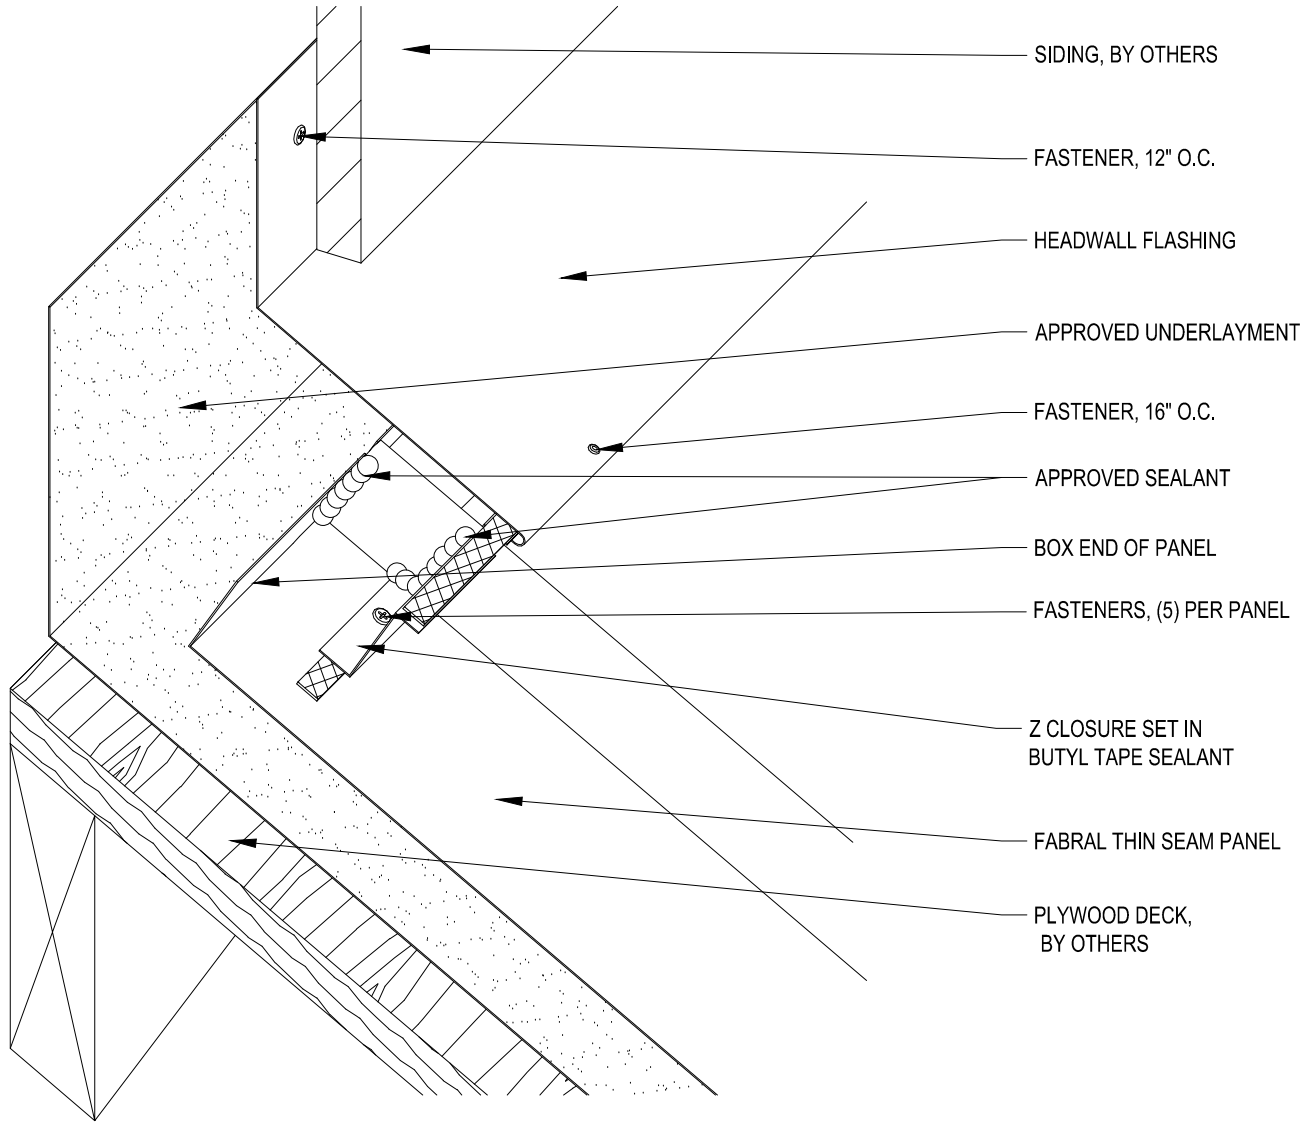 SIDING, BY OTHERS
FASTENER, 12" O.C.
HEADWALL FLASHING
APPROVED UNDERLAYMENT
FASTENER, 16" O.C.
APPROVED SEALANT
BOX END OF PANEL
FASTENERS, (5) PER PANEL
Z CLOSURE SET IN
BUTYL TAPE SEALANT
FABRAL THIN SEAM PANEL
PLYWOOD DECK,
BY OTHERS